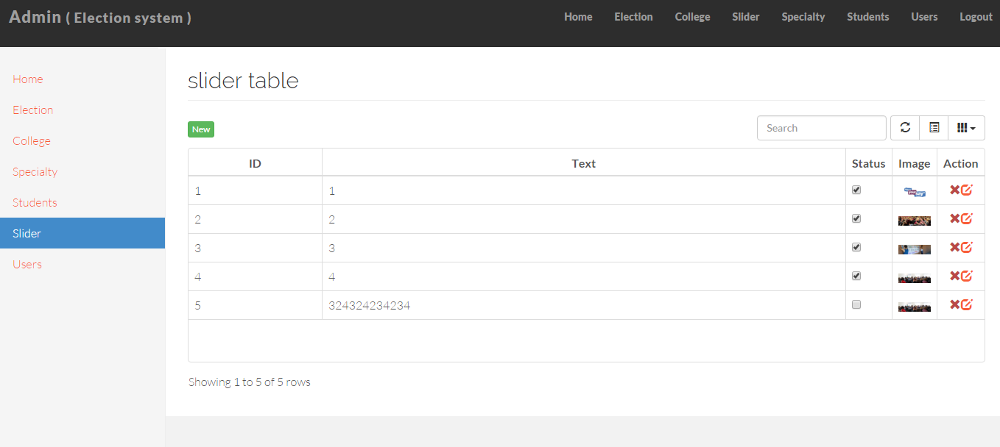 Admin ( Election system )
Home Election College Slider Specialty Students Users Logout
Home
Election
College
Specialty
Students
Slider
Users
slider table
New
Search
ID Text Status Image Action
1 1
2 2
3 3
4 4
5 324324234234
Showing 1 to 5 of 5 rows